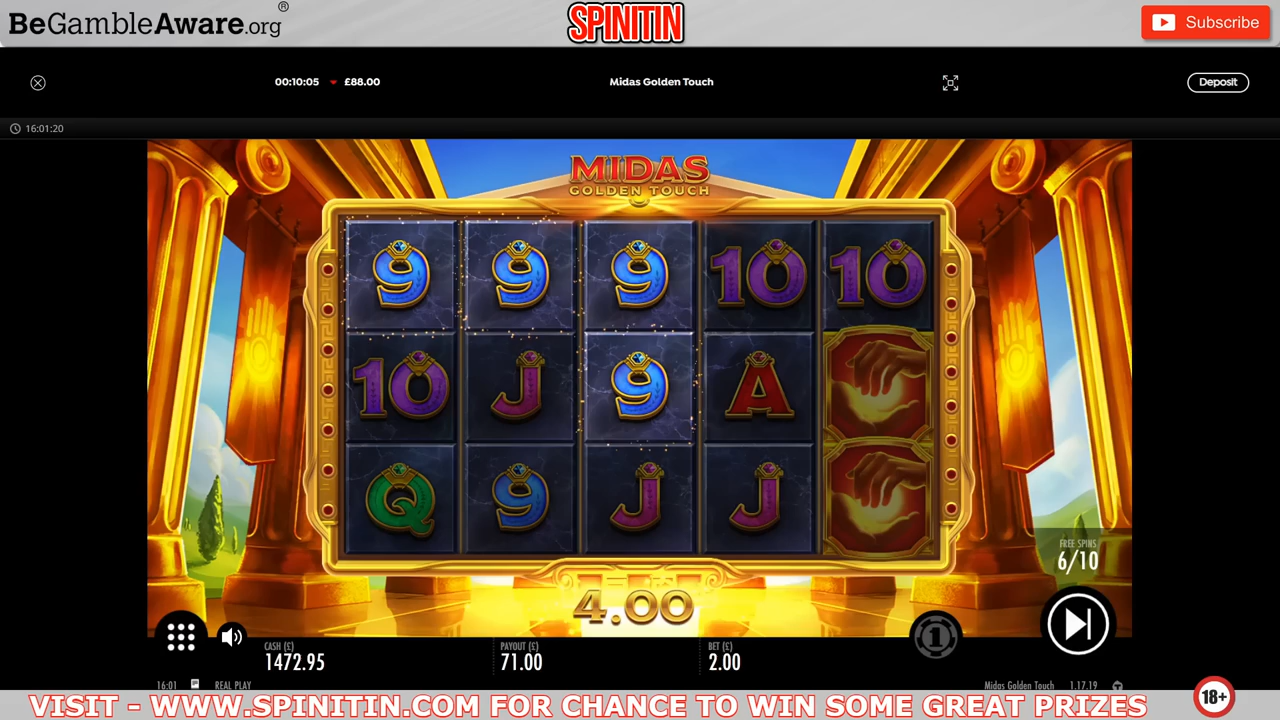 BeGambleAware.org®
SPINITIN
Subscribe
00:10:05
£88.00
Midas Golden Touch
Deposit
16:01:20
MIDAS
GOLDEN TOUCH
9 9 9 10 10
10 J 9 A
Q 9 J J
FREE SPINS
6/10
4.00
1
CASH (£)
1472.95
PAYOUT (£)
71.00
BET (£)
2.00
16:01
REAL PLAY
Midas Golden Touch
1.17.19
VISIT - WWW.SPINITIN.COM FOR CHANCE TO WIN SOME GREAT PRIZES
18+